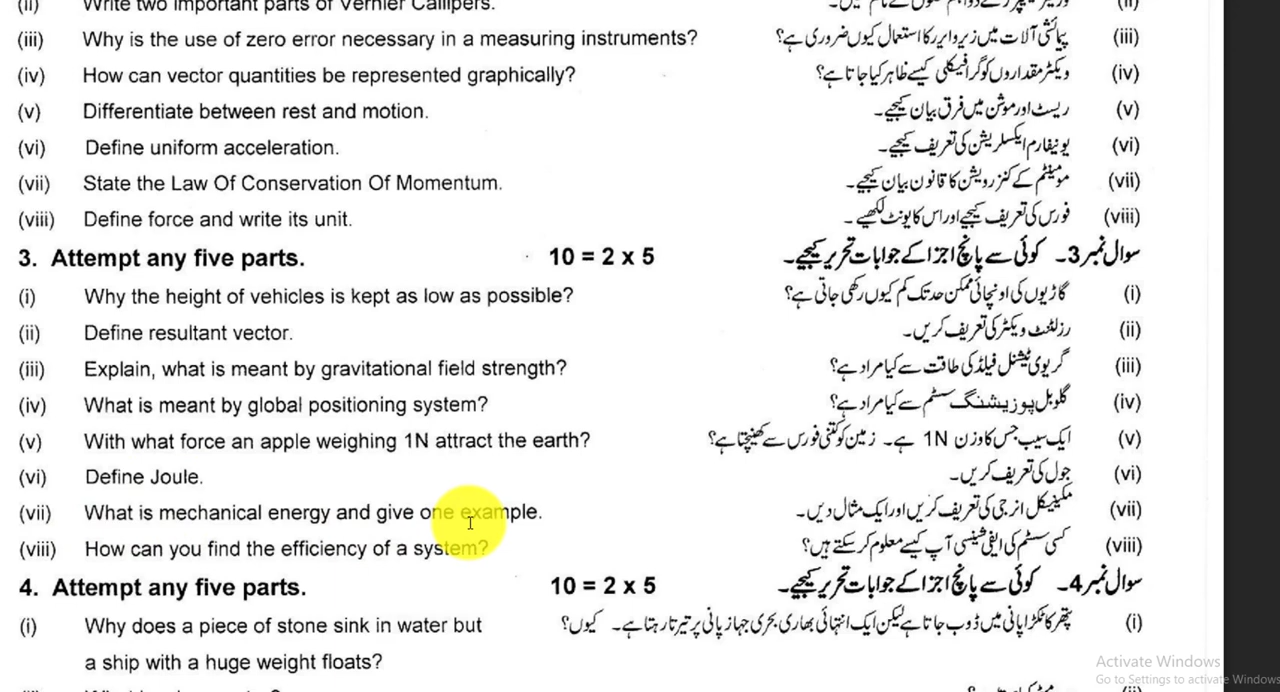 (ii) Write two important parts of Vernier Callipers.
(iii) Why is the use of zero error necessary in a measuring instruments? پیمائشی آلات میں زیرو ایرر کا استعمال کیوں ضروری ہے؟ (iii)
(iv) How can vector quantities be represented graphically? ویکٹر مقداروں کو گرافیکلی کیسے ظاہر کیا جاتا ہے؟ (iv)
(v) Differentiate between rest and motion. ریسٹ اور موشن میں فرق بیان کیجیے۔ (v)
(vi) Define uniform acceleration. یونیفارم ایکسلریشن کی تعریف کیجیے۔ (vi)
(vii) State the Law Of Conservation Of Momentum. مومینٹم کے کنزرویشن کا قانون بیان کیجیے۔ (vii)
(viii) Define force and write its unit. فورس کی تعریف کیجیے اور اس کا یونٹ لکھیے۔ (viii)
3. Attempt any five parts. 10 = 2 x 5 سوال نمبر 3۔ کوئی سے پانچ اجزا کے جوابات تحریر کیجیے۔
(i) Why the height of vehicles is kept as low as possible? گاڑیوں کی اونچائی ممکن حد تک کم کیوں رکھی جاتی ہے؟ (i)
(ii) Define resultant vector. رزلٹنٹ ویکٹر کی تعریف کریں۔ (ii)
(iii) Explain, what is meant by gravitational field strength? گریوی ٹیشنل فیلڈ کی طاقت سے کیا مراد ہے؟ (iii)
(iv) What is meant by global positioning system? گلوبل پوزیشننگ سسٹم سے کیا مراد ہے؟ (iv)
(v) With what force an apple weighing 1N attract the earth? ایک سیب جس کا وزن 1N ہے۔ زمین کو کتنی فورس سے کھینچتا ہے؟ (v)
(vi) Define Joule. جول کی تعریف کریں۔ (vi)
(vii) What is mechanical energy and give one example. مکینیکل انرجی کی تعریف کریں اور ایک مثال دیں۔ (vii)
(viii) How can you find the efficiency of a system? کسی سسٹم کی ایفی شینسی آپ کیسے معلوم کر سکتے ہیں؟ (viii)
4. Attempt any five parts. 10 = 2 x 5 سوال نمبر 4۔ کوئی سے پانچ اجزا کے جوابات تحریر کیجیے۔
(i) Why does a piece of stone sink in water but پتھر کا ٹکڑا پانی میں ڈوب جاتا ہے لیکن ایک انتہائی بھاری بحری جہاز پانی پر تیرتا رہتا ہے۔ کیوں؟ (i)
a ship with a huge weight floats?
Activate Windows
Go to Settings to activate Windows